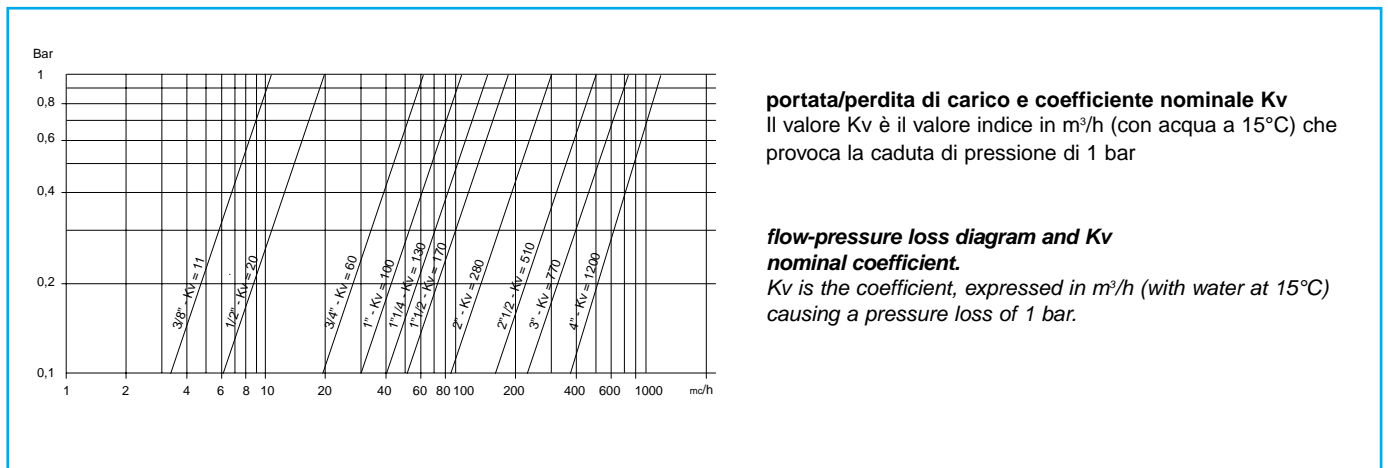 Bar
1
0,8
0,6
0,4
0,2
0,1
3/8" - Kv = 11
1/2" - Kv = 20
3/4" - Kv = 60
1" - Kv = 100
1"1/4 - Kv = 130
1"1/2 - Kv = 170
2" - Kv = 280
2"1/2 - Kv = 510
3" - Kv = 770
4" - Kv = 1200
1 2 4 6 8 10 20 40 60 80 100 200 400 600 1000 mc/h
portata/perdita di carico e coefficiente nominale Kv
Il valore Kv è il valore indice in m³/h (con acqua a 15°C) che
provoca la caduta di pressione di 1 bar
flow-pressure loss diagram and Kv
nominal coefficient.
Kv is the coefficient, expressed in m³/h (with water at 15°C)
causing a pressure loss of 1 bar.